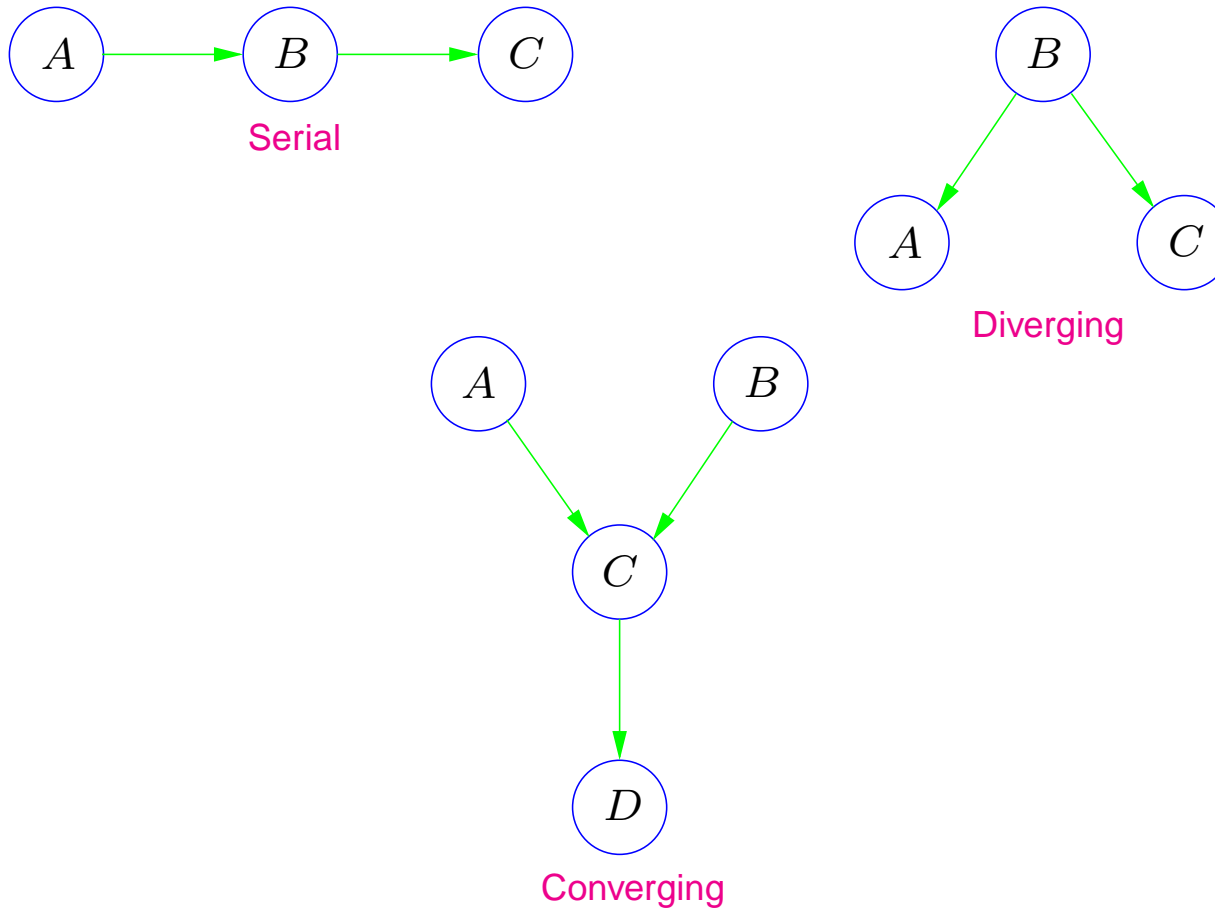 A B C
Serial
B
A C
Diverging
A B
C
D
Converging